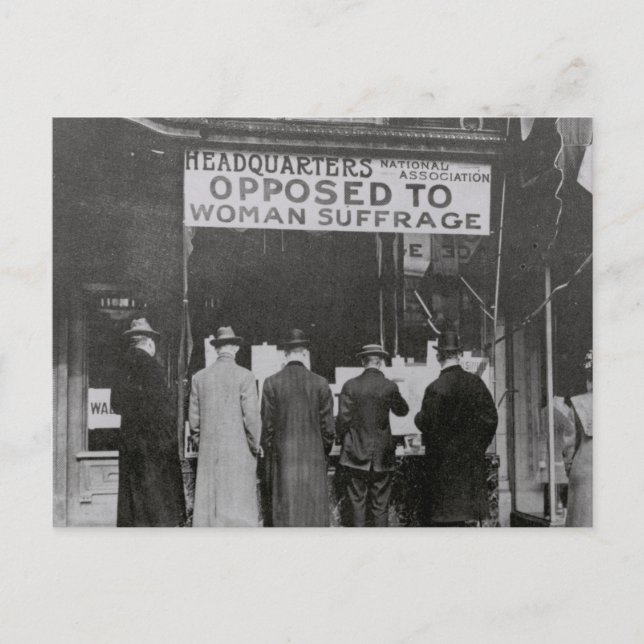 HEADQUARTERS NATIONAL ASSOCIATION
OPPOSED TO
WOMAN SUFFRAGE